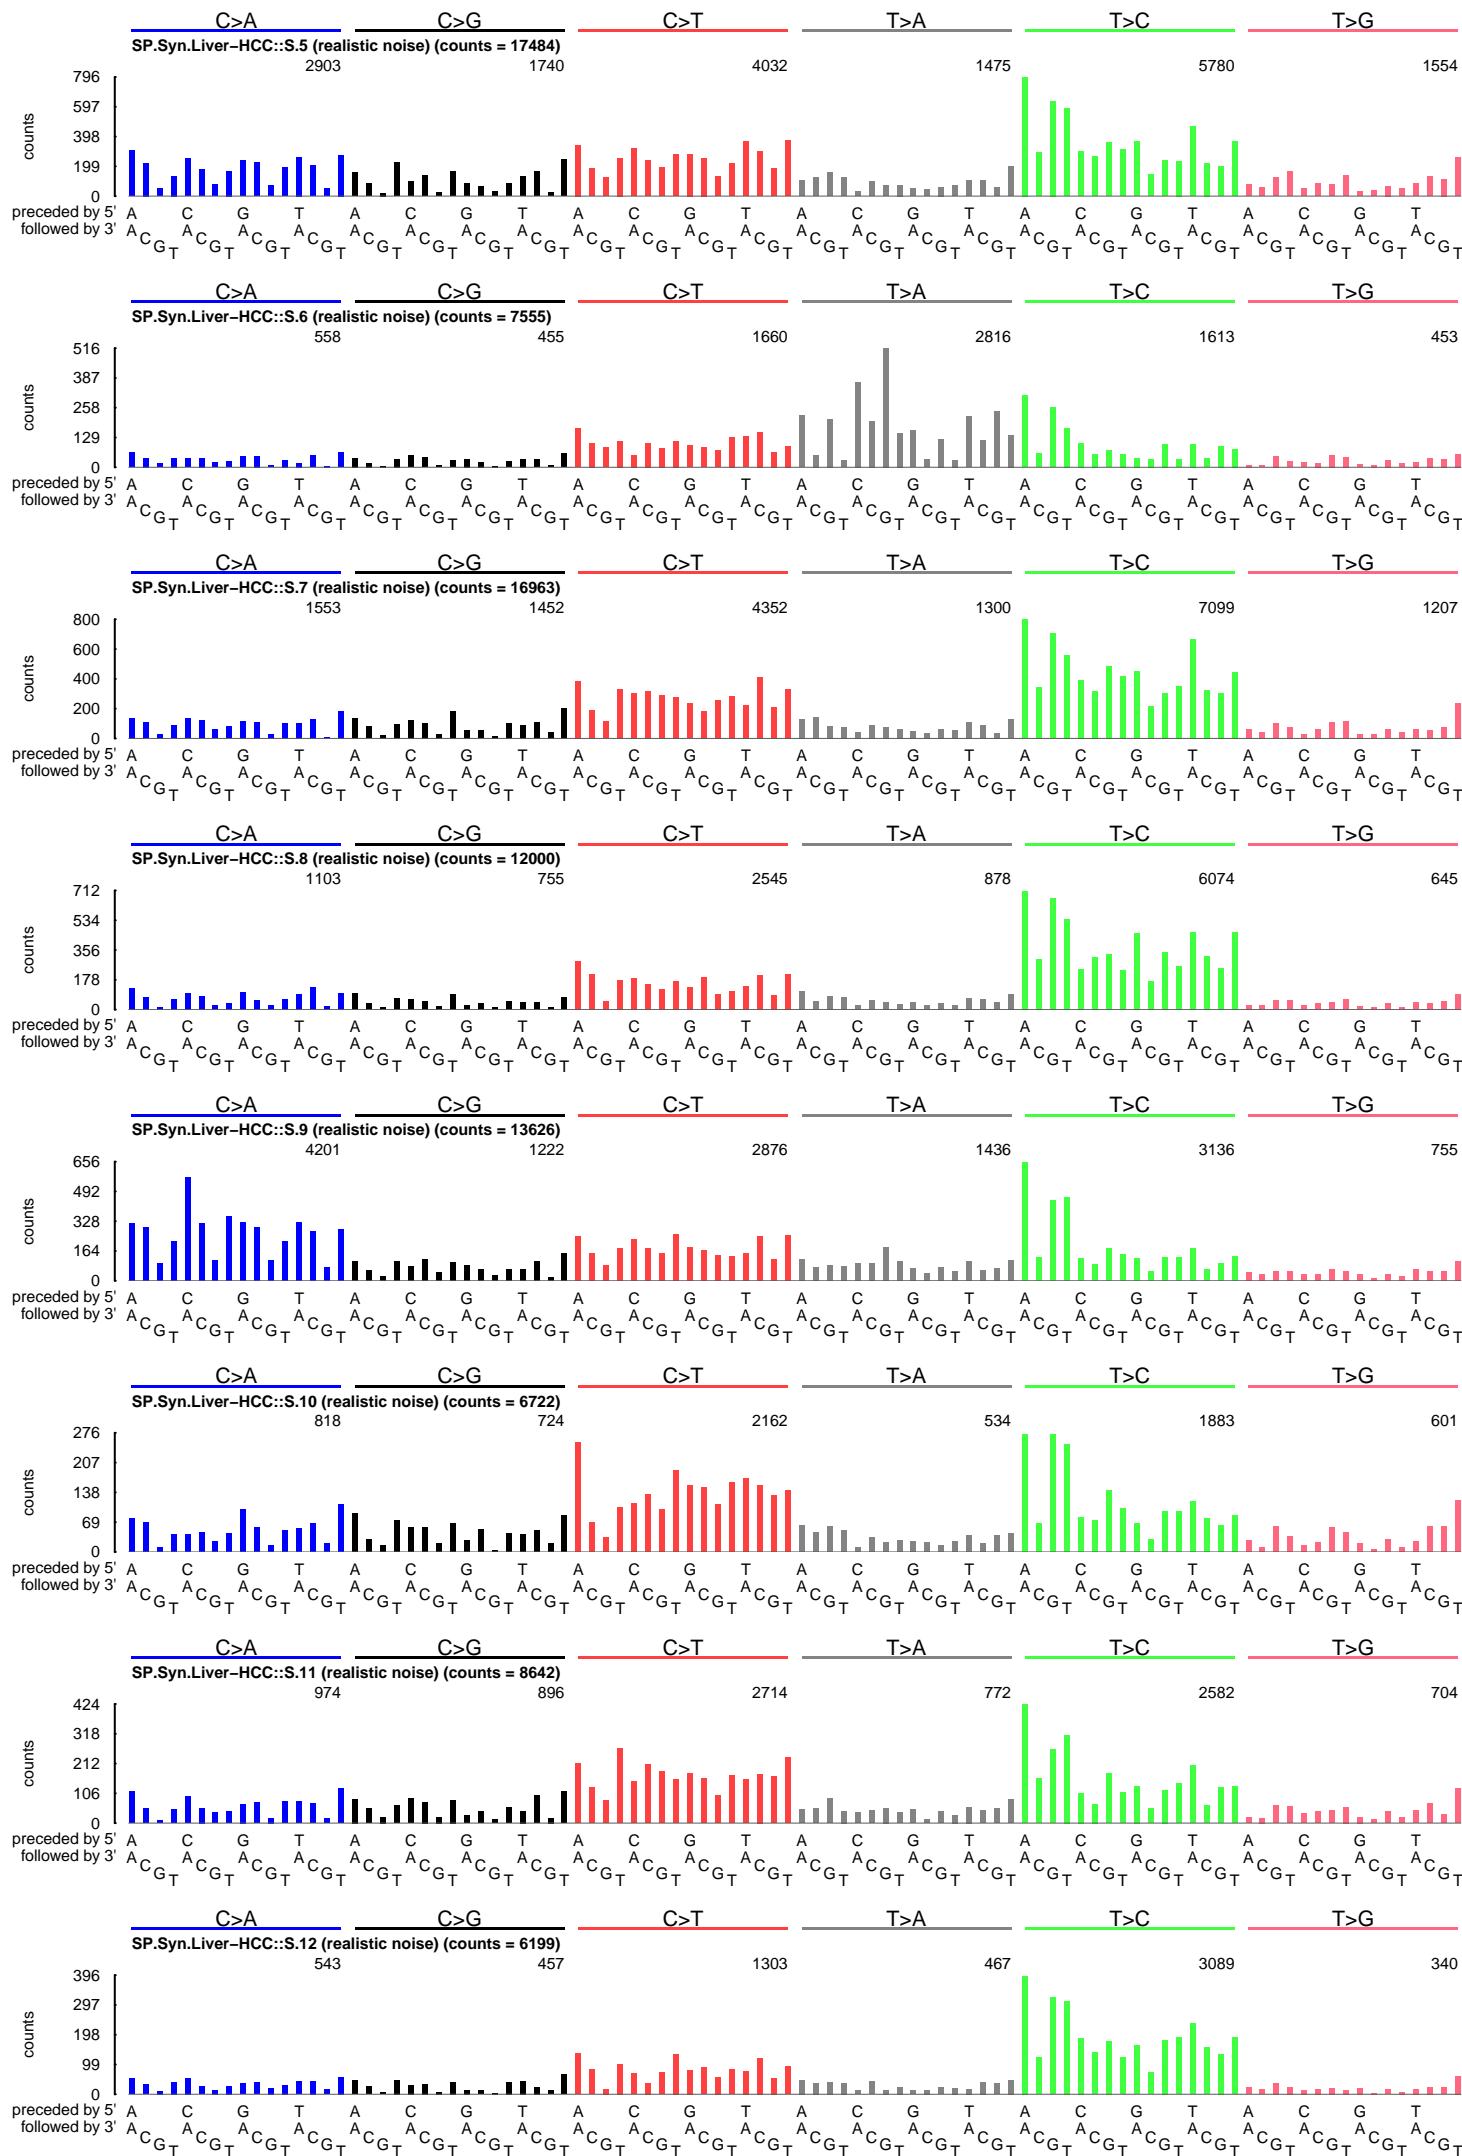 C>A C>G C>T T>A T>C T>G
SP.Syn.Liver−HCC::S.5 (realistic noise) (counts = 17484)
2903 1740 4032 1475 5780 1554
796
597
398
199
0
counts
preceded by 5' A C G T A C G T A C G T A C G T A C G T A C G T
followed by 3' A C G T A C G T A C G T A C G T A C G T A C G T A C G T A C G T A C G T A C G T A C G T A C G T A C G T A C G T A C G T A C G T A C G T A C G T A C G T A C G T A C G T A C G T A C G T A C G T
C>A C>G C>T T>A T>C T>G
SP.Syn.Liver−HCC::S.6 (realistic noise) (counts = 7555)
558 455 1660 2816 1613 453
516
387
258
129
0
counts
preceded by 5' A C G T A C G T A C G T A C G T A C G T A C G T
followed by 3' A C G T A C G T A C G T A C G T A C G T A C G T A C G T A C G T A C G T A C G T A C G T A C G T A C G T A C G T A C G T A C G T A C G T A C G T A C G T A C G T A C G T A C G T A C G T A C G T
C>A C>G C>T T>A T>C T>G
SP.Syn.Liver−HCC::S.7 (realistic noise) (counts = 16963)
1553 1452 4352 1300 7099 1207
800
600
400
200
0
counts
preceded by 5' A C G T A C G T A C G T A C G T A C G T A C G T
followed by 3' A C G T A C G T A C G T A C G T A C G T A C G T A C G T A C G T A C G T A C G T A C G T A C G T A C G T A C G T A C G T A C G T A C G T A C G T A C G T A C G T A C G T A C G T A C G T A C G T
C>A C>G C>T T>A T>C T>G
SP.Syn.Liver−HCC::S.8 (realistic noise) (counts = 12000)
1103 755 2545 878 6074 645
712
534
356
178
0
counts
preceded by 5' A C G T A C G T A C G T A C G T A C G T A C G T
followed by 3' A C G T A C G T A C G T A C G T A C G T A C G T A C G T A C G T A C G T A C G T A C G T A C G T A C G T A C G T A C G T A C G T A C G T A C G T A C G T A C G T A C G T A C G T A C G T A C G T
C>A C>G C>T T>A T>C T>G
SP.Syn.Liver−HCC::S.9 (realistic noise) (counts = 13626)
4201 1222 2876 1436 3136 755
656
492
328
164
0
counts
preceded by 5' A C G T A C G T A C G T A C G T A C G T A C G T
followed by 3' A C G T A C G T A C G T A C G T A C G T A C G T A C G T A C G T A C G T A C G T A C G T A C G T A C G T A C G T A C G T A C G T A C G T A C G T A C G T A C G T A C G T A C G T A C G T A C G T
C>A C>G C>T T>A T>C T>G
SP.Syn.Liver−HCC::S.10 (realistic noise) (counts = 6722)
818 724 2162 534 1883 601
276
207
138
69
0
counts
preceded by 5' A C G T A C G T A C G T A C G T A C G T A C G T
followed by 3' A C G T A C G T A C G T A C G T A C G T A C G T A C G T A C G T A C G T A C G T A C G T A C G T A C G T A C G T A C G T A C G T A C G T A C G T A C G T A C G T A C G T A C G T A C G T A C G T
C>A C>G C>T T>A T>C T>G
SP.Syn.Liver−HCC::S.11 (realistic noise) (counts = 8642)
974 896 2714 772 2582 704
424
318
212
106
0
counts
preceded by 5' A C G T A C G T A C G T A C G T A C G T A C G T
followed by 3' A C G T A C G T A C G T A C G T A C G T A C G T A C G T A C G T A C G T A C G T A C G T A C G T A C G T A C G T A C G T A C G T A C G T A C G T A C G T A C G T A C G T A C G T A C G T A C G T
C>A C>G C>T T>A T>C T>G
SP.Syn.Liver−HCC::S.12 (realistic noise) (counts = 6199)
543 457 1303 467 3089 340
396
297
198
99
0
counts
preceded by 5' A C G T A C G T A C G T A C G T A C G T A C G T
followed by 3' A C G T A C G T A C G T A C G T A C G T A C G T A C G T A C G T A C G T A C G T A C G T A C G T A C G T A C G T A C G T A C G T A C G T A C G T A C G T A C G T A C G T A C G T A C G T A C G T